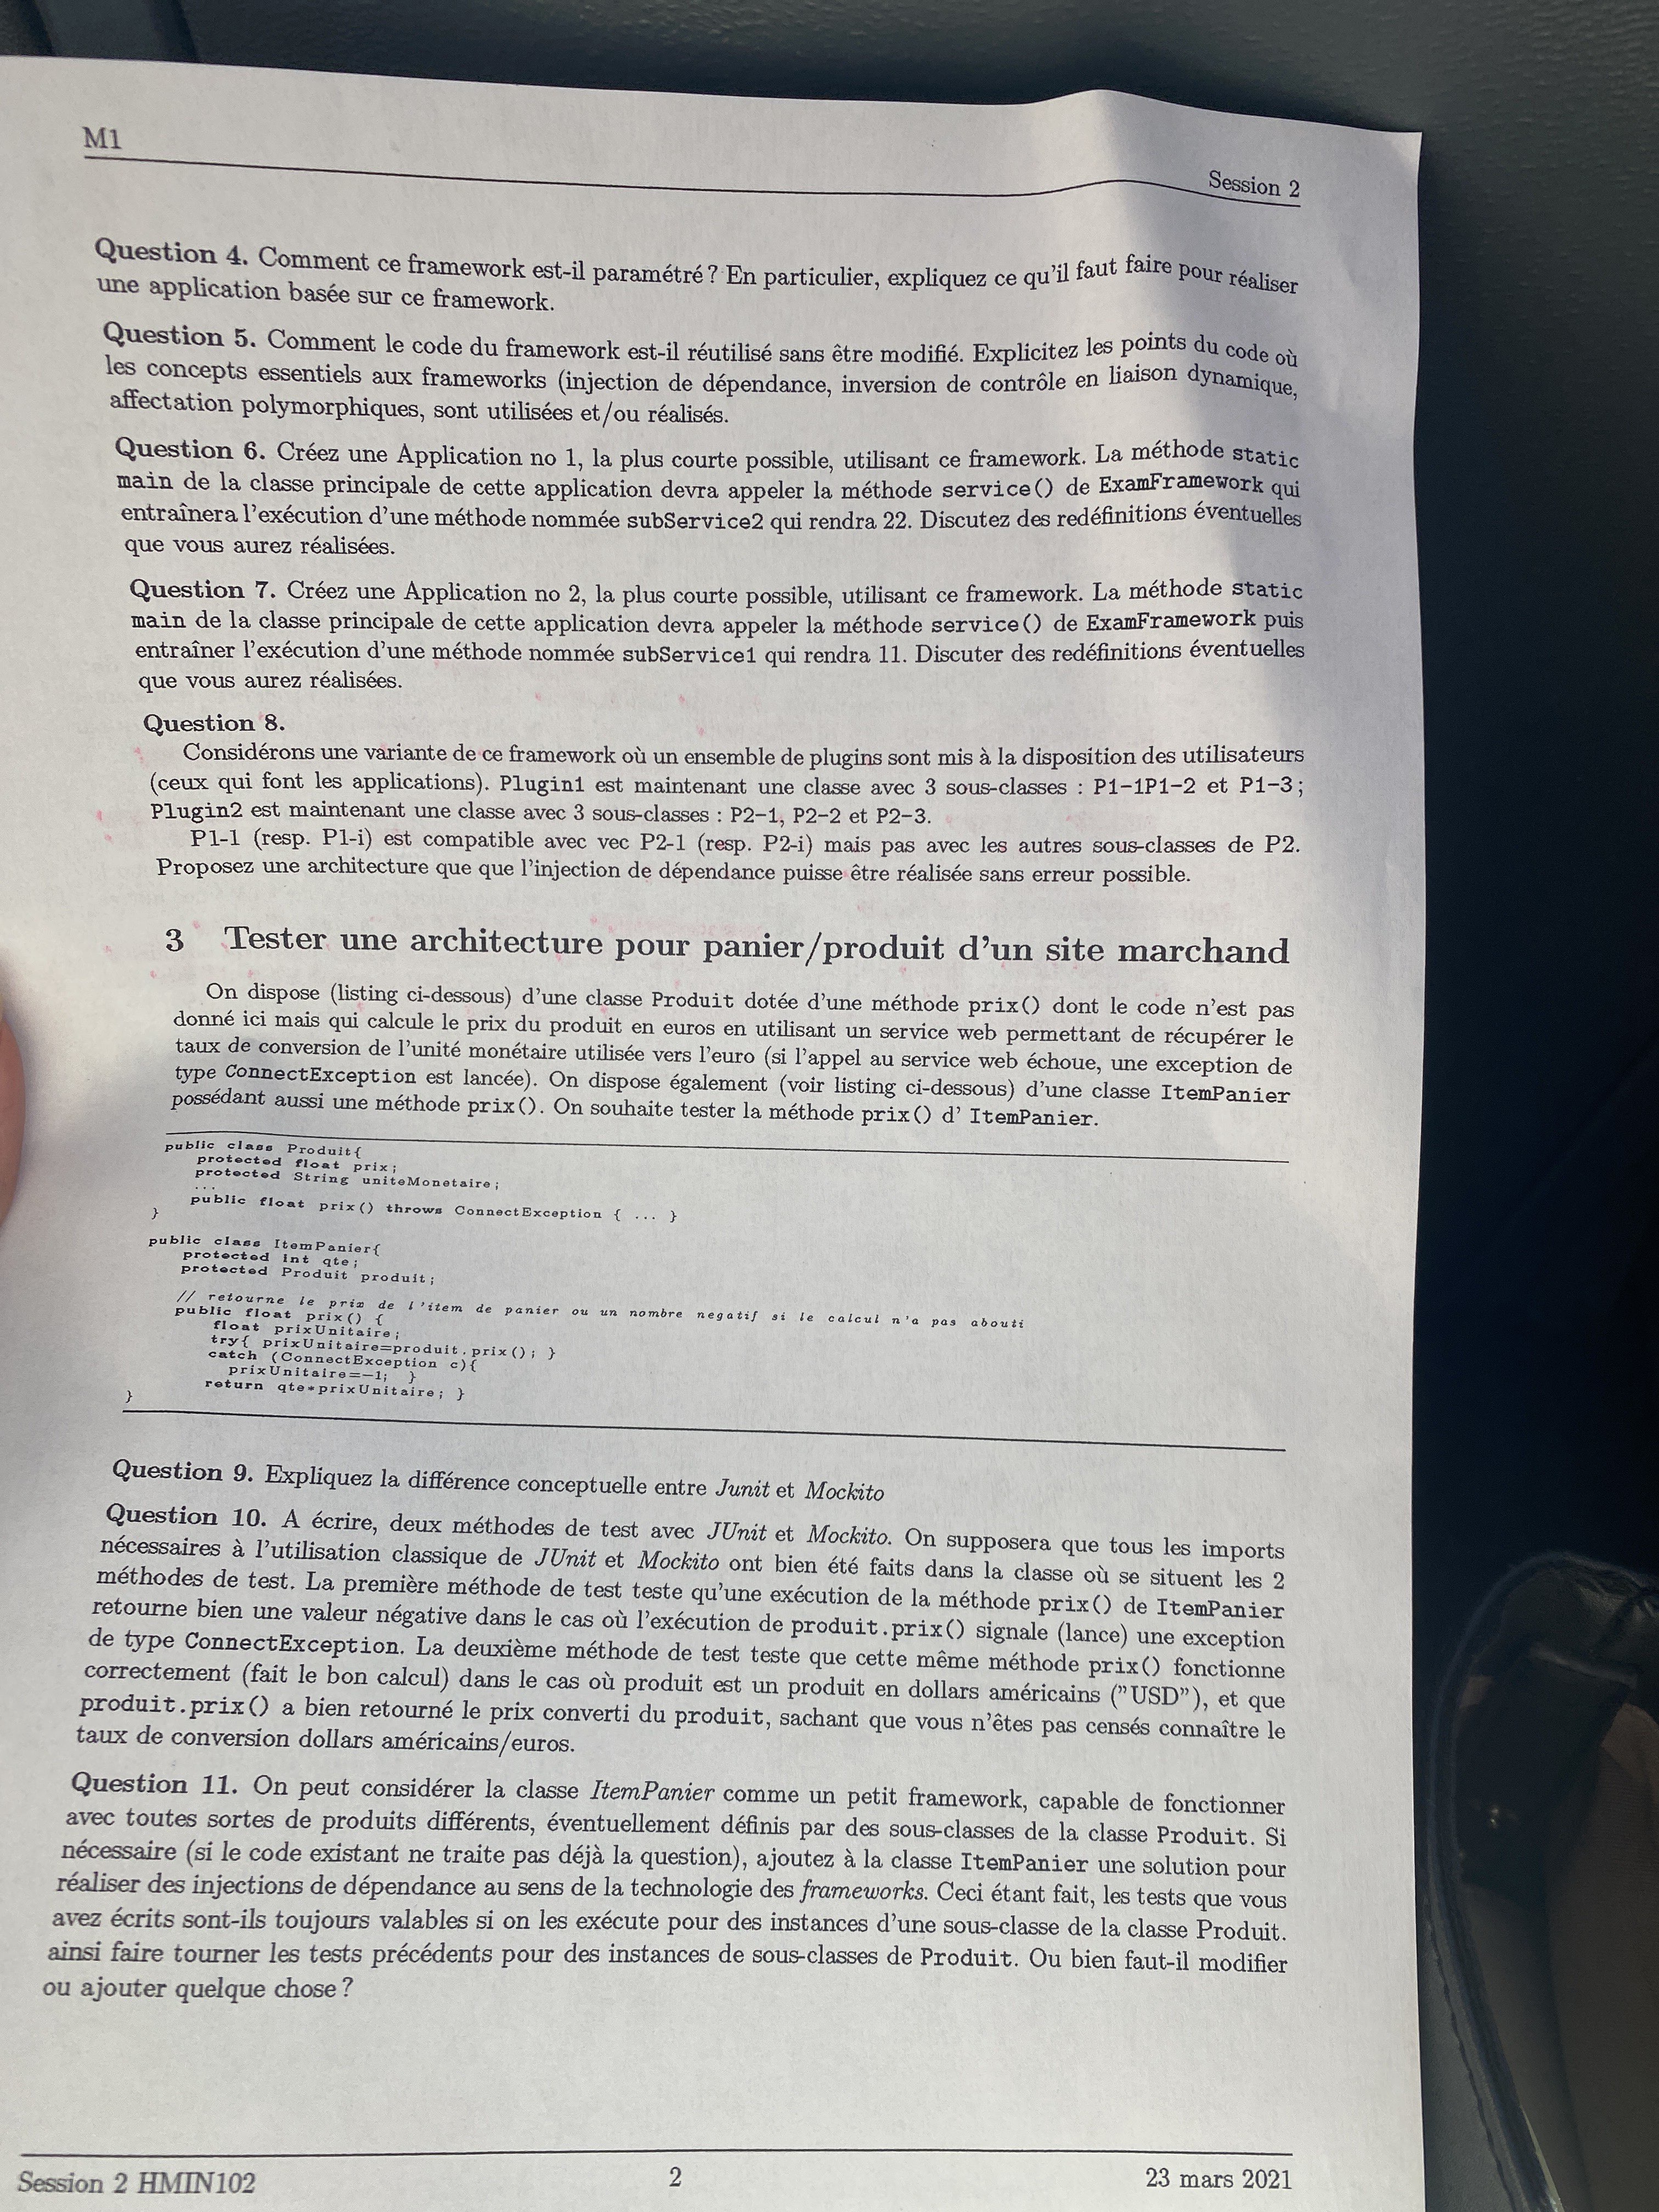 M1
Session 2
Question 4. Comment ce framework est-il paramétré ? En particulier, expliquez ce qu'il faut faire pour réaliser
une application basée sur ce framework.
Question 5. Comment le code du framework est-il réutilisé sans être modifié. Explicitez les points du code où
les concepts essentiels aux frameworks (injection de dépendance, inversion de contrôle en liaison dynamique,
affectation polymorphiques, sont utilisées et/ou réalisés.
Question 6. Créez une Application no 1, la plus courte possible, utilisant ce framework. La méthode static
main de la classe principale de cette application devra appeler la méthode service() de ExamFramework qui
entraînera l'exécution d'une méthode nommée subService2 qui rendra 22. Discutez des redéfinitions éventuelles
que vous aurez réalisées.
Question 7. Créez une Application no 2, la plus courte possible, utilisant ce framework. La méthode static
main de la classe principale de cette application devra appeler la méthode service() de ExamFramework puis
entraîner l'exécution d'une méthode nommée subService1 qui rendra 11. Discuter des redéfinitions éventuelles
que vous aurez réalisées.
Question 8.
Considérons une variante de ce framework où un ensemble de plugins sont mis à la disposition des utilisateurs
(ceux qui font les applications). Plugin1 est maintenant une classe avec 3 sous-classes : P1-1P1-2 et P1-3 ;
Plugin2 est maintenant une classe avec 3 sous-classes : P2-1, P2-2 et P2-3.
P1-1 (resp. P1-i) est compatible avec vec P2-1 (resp. P2-i) mais pas avec les autres sous-classes de P2.
Proposez une architecture que que l'injection de dépendance puisse être réalisée sans erreur possible.
3 Tester une architecture pour panier/produit d'un site marchand
On dispose (listing ci-dessous) d'une classe Produit dotée d'une méthode prix() dont le code n'est pas
donné ici mais qui calcule le prix du produit en euros en utilisant un service web permettant de récupérer le
taux de conversion de l'unité monétaire utilisée vers l'euro (si l'appel au service web échoue, une exception de
type ConnectException est lancée). On dispose également (voir listing ci-dessous) d'une classe ItemPanier
possédant aussi une méthode prix(). On souhaite tester la méthode prix() d' ItemPanier.
public class Produit{
protected float prix;
protected String uniteMonetaire;
...
public float prix() throws ConnectException { ... }
}
public class ItemPanier{
protected int qte;
protected Produit produit;
// retourne le prix de l'item de panier ou un nombre negatif si le calcul n'a pas abouti
public float prix() {
float prixUnitaire;
try{ prixUnitaire=produit.prix(); }
catch (ConnectException c){
prixUnitaire=-1; }
return qte*prixUnitaire; }
}
Question 9. Expliquez la différence conceptuelle entre Junit et Mockito
Question 10. A écrire, deux méthodes de test avec JUnit et Mockito. On supposera que tous les imports
nécessaires à l'utilisation classique de JUnit et Mockito ont bien été faits dans la classe où se situent les 2
méthodes de test. La première méthode de test teste qu'une exécution de la méthode prix() de ItemPanier
retourne bien une valeur négative dans le cas où l'exécution de produit.prix() signale (lance) une exception
de type ConnectException. La deuxième méthode de test teste que cette même méthode prix() fonctionne
correctement (fait le bon calcul) dans le cas où produit est un produit en dollars américains ("USD"), et que
produit.prix() a bien retourné le prix converti du produit, sachant que vous n'êtes pas censés connaître le
taux de conversion dollars américains/euros.
Question 11. On peut considérer la classe ItemPanier comme un petit framework, capable de fonctionner
avec toutes sortes de produits différents, éventuellement définis par des sous-classes de la classe Produit. Si
nécessaire (si le code existant ne traite pas déjà la question), ajoutez à la classe ItemPanier une solution pour
réaliser des injections de dépendance au sens de la technologie des frameworks. Ceci étant fait, les tests que vous
avez écrits sont-ils toujours valables si on les exécute pour des instances d'une sous-classe de la classe Produit.
ainsi faire tourner les tests précédents pour des instances de sous-classes de Produit. Ou bien faut-il modifier
ou ajouter quelque chose ?
Session 2 HMIN102
2
23 mars 2021